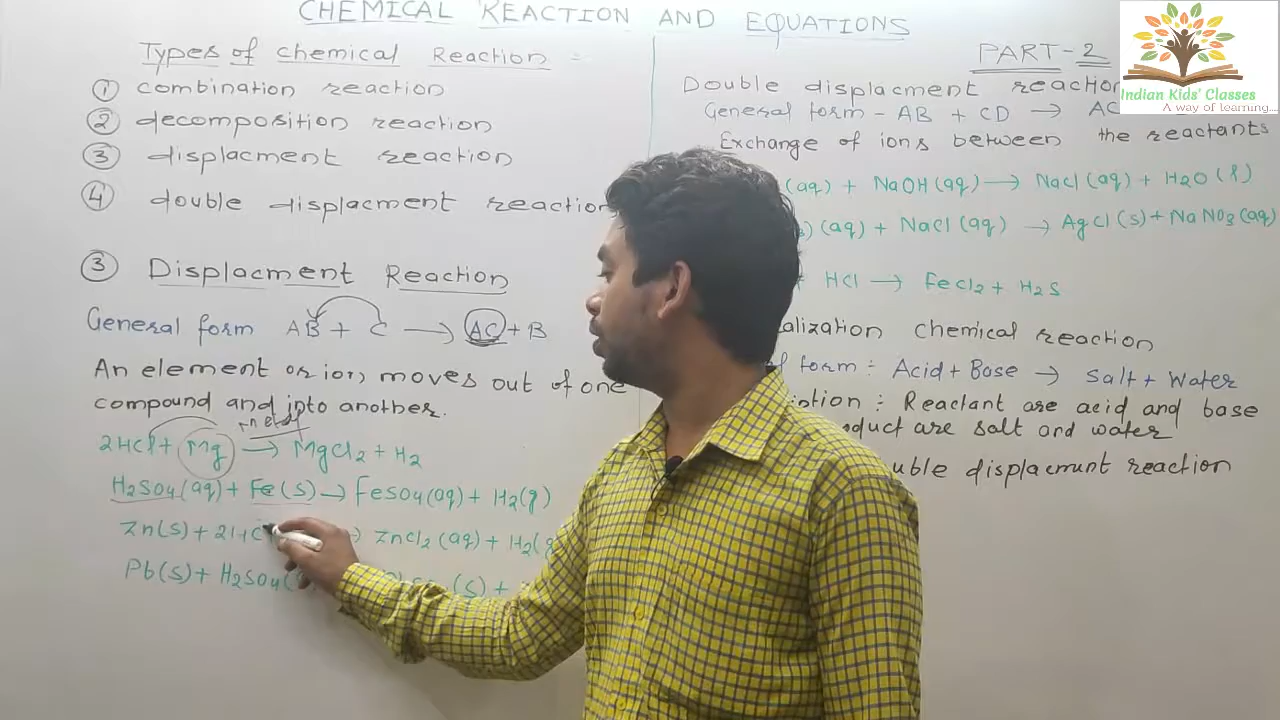 CHEMICAL REACTION AND EQUATIONS
Types of chemical Reaction :-
① combination reaction
② decomposition reaction
③ displacment reaction
④ double displacment reaction
③ Displacment Reaction
General form AB + C → AC + B
An element or ion moves out of one
compound and into another.
metal
2HCl + Mg → MgCl2 + H2
H2SO4(aq) + Fe(s) → FeSO4(aq) + H2(g)
Zn(s) + 2HC → ZnCl2(aq) + H2(g
Pb(s) + H2SO4( (s) +
PART-2
Double displacment reaction
General form - AB + CD → AC
Exchange of ions between the reactants
(aq) + NaOH(aq) → NaCl(aq) + H2O(l)
(aq) + NaCl(aq) → AgCl(s) + NaNO3(aq)
HCl → FeCl2 + H2S
alization chemical reaction
form : Acid + Base → Salt + Water
ption : Reactant are acid and base
duct are salt and water
uble displacmunt reaction
Indian Kids' Classes
A way of learning...